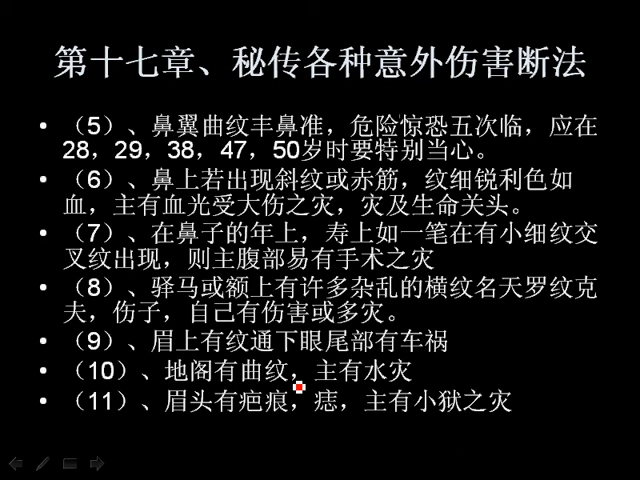 第十七章、秘传各种意外伤害断法
• （5）、鼻翼曲纹丰鼻准，危险惊恐五次临，应在
28，29，38，47，50岁时要特别当心。
• （6）、鼻上若出现斜纹或赤筋，纹细锐利色如
血，主有血光受大伤之灾，灾及生命关头。
• （7）、在鼻子的年上，寿上如一笔在有小细纹交
叉纹出现，则主腹部易有手术之灾
• （8）、驿马或额上有许多杂乱的横纹名天罗纹克
夫，伤子，自己有伤害或多灾。
• （9）、眉上有纹通下眼尾部有车祸
• （10）、地阁有曲纹，主有水灾
• （11）、眉头有疤痕，痣，主有小狱之灾